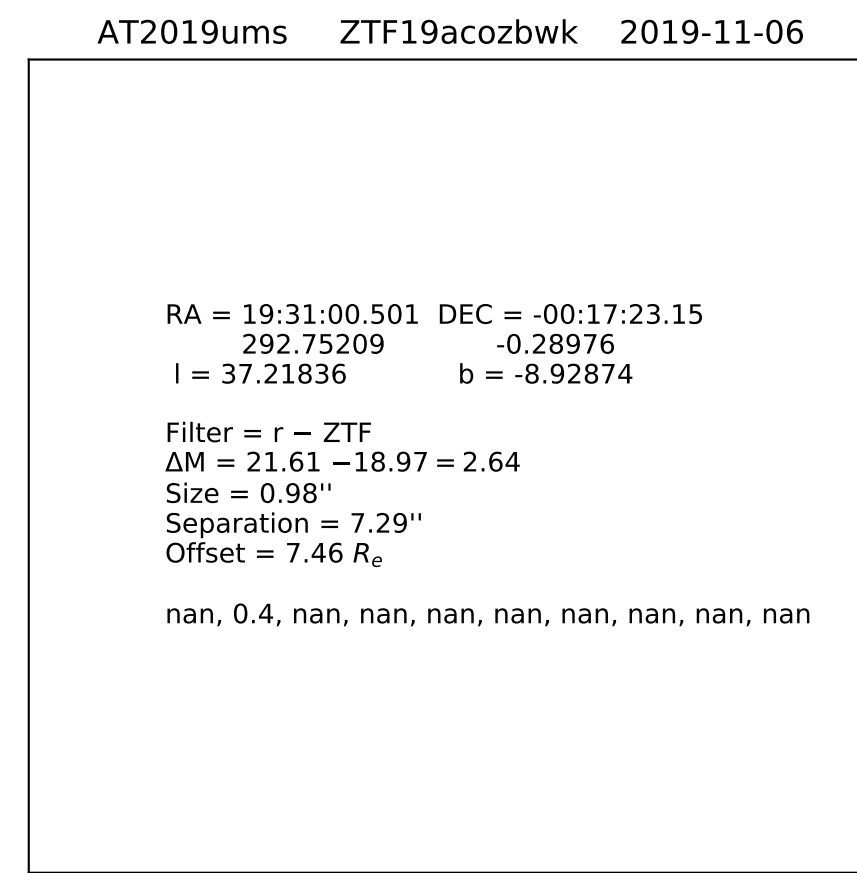 AT2019ums ZTF19acozbwk 2019-11-06
RA = 19:31:00.501 DEC = -00:17:23.15
292.75209 -0.28976
l = 37.21836 b = -8.92874
Filter = r − ZTF
ΔM = 21.61 −18.97 = 2.64
Size = 0.98''
Separation = 7.29''
Offset = 7.46 Rₑ
nan, 0.4, nan, nan, nan, nan, nan, nan, nan, nan